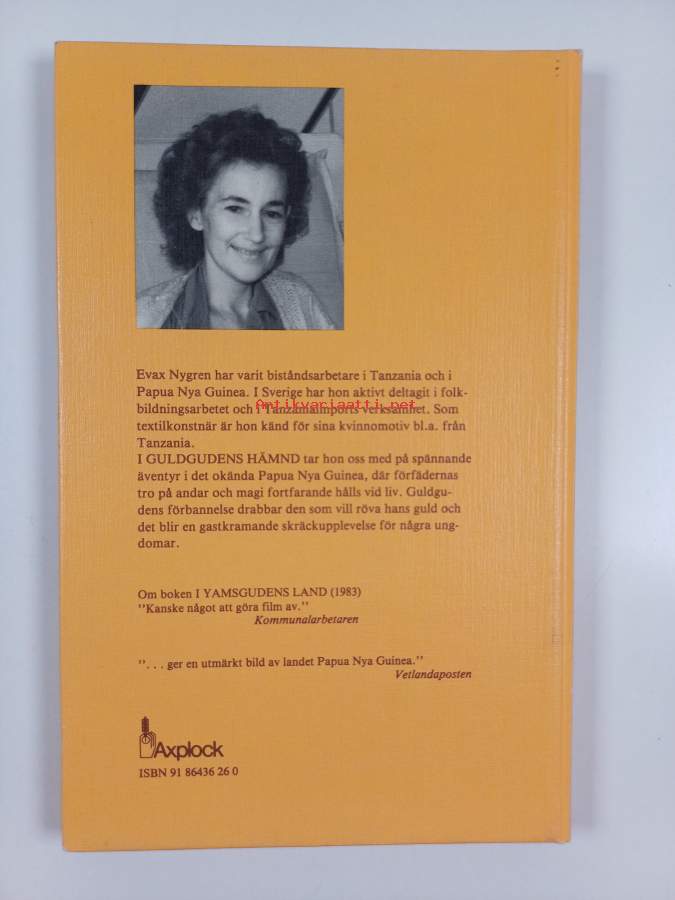 Evax Nygren har varit biståndsarbetare i Tanzania och i
Papua Nya Guinea. I Sverige har hon aktivt deltagit i folk-
bildningsarbetet och i Tanzaniaimports verksamhet. Som
Antikvariaatti.net
textilkonstnär är hon känd för sina kvinnomotiv bl.a. från
Tanzania.
I GULDGUDENS HÄMND tar hon oss med på spännande
äventyr i det okända Papua Nya Guinea, där förfädernas
tro på andar och magi fortfarande hålls vid liv. Guldgu-
dens förbannelse drabbar den som vill röva hans guld och
det blir en gastkramande skräckupplevelse för några ung-
domar.
Om boken I YAMSGUDENS LAND (1983)
"Kanske något att göra film av."
Kommunalarbetaren
"... ger en utmärkt bild av landet Papua Nya Guinea."
Vetlandaposten
Axplock
ISBN 91 86436 26 0